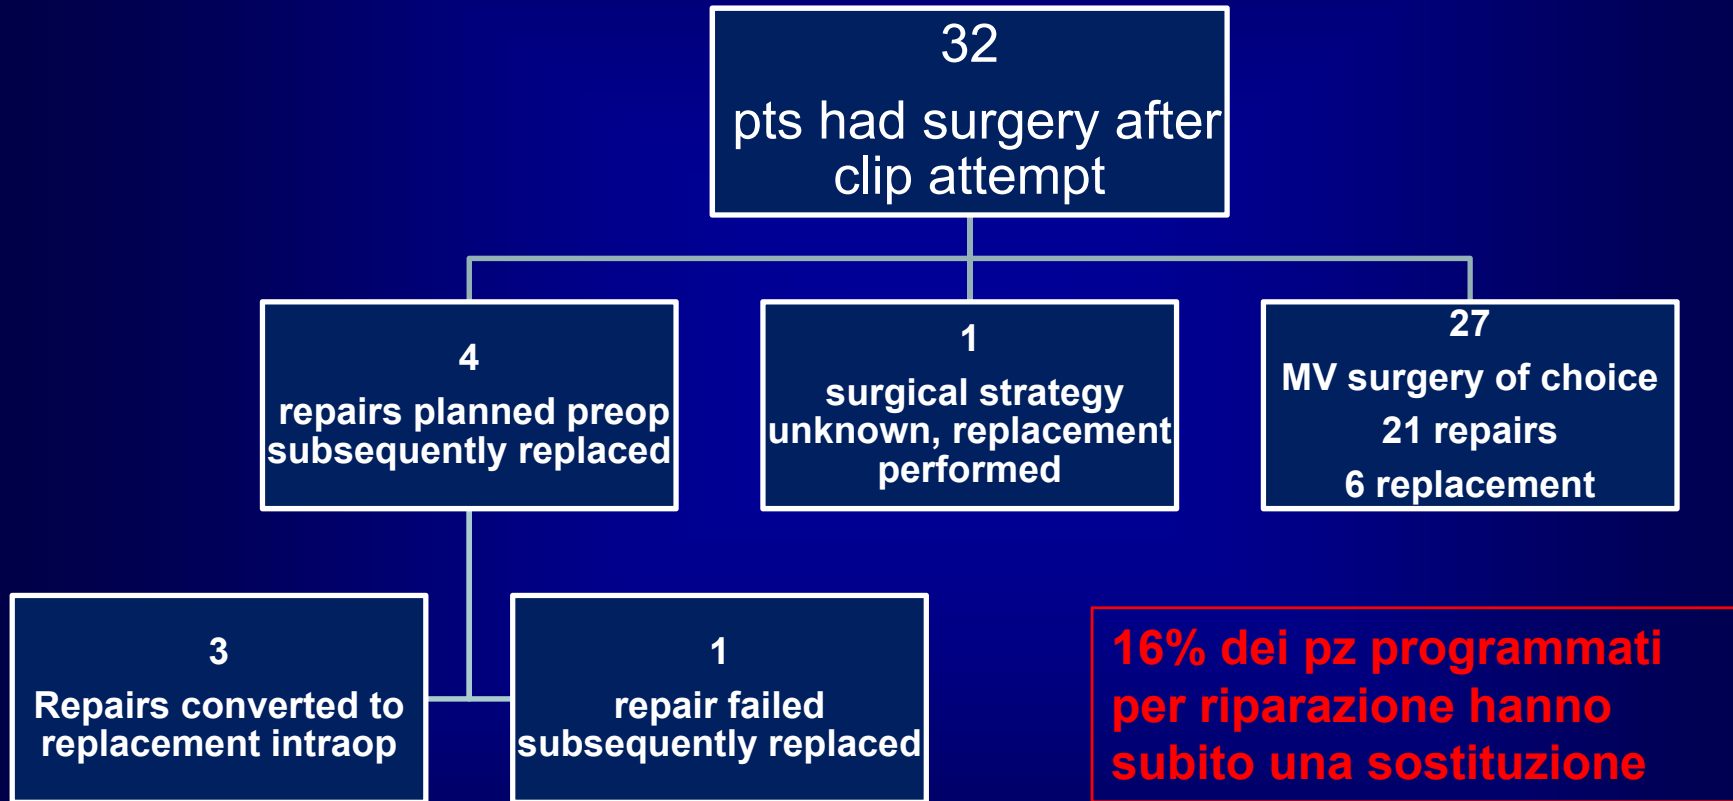 32
pts had surgery after
clip attempt
4
repairs planned preop
subsequently replaced
1
surgical strategy
unknown, replacement
performed
27
MV surgery of choice
21 repairs
6 replacement
3
Repairs converted to
replacement intraop
1
repair failed
subsequently replaced
16% dei pz programmati
per riparazione hanno
subito una sostituzione